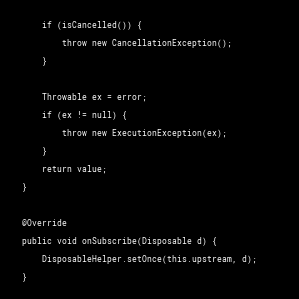 if (isCancelled()) {
throw new CancellationException();
}
Throwable ex = error;
if (ex != null) {
throw new ExecutionException(ex);
}
return value;
}
@Override
public void onSubscribe(Disposable d) {
DisposableHelper.setOnce(this.upstream, d);
}